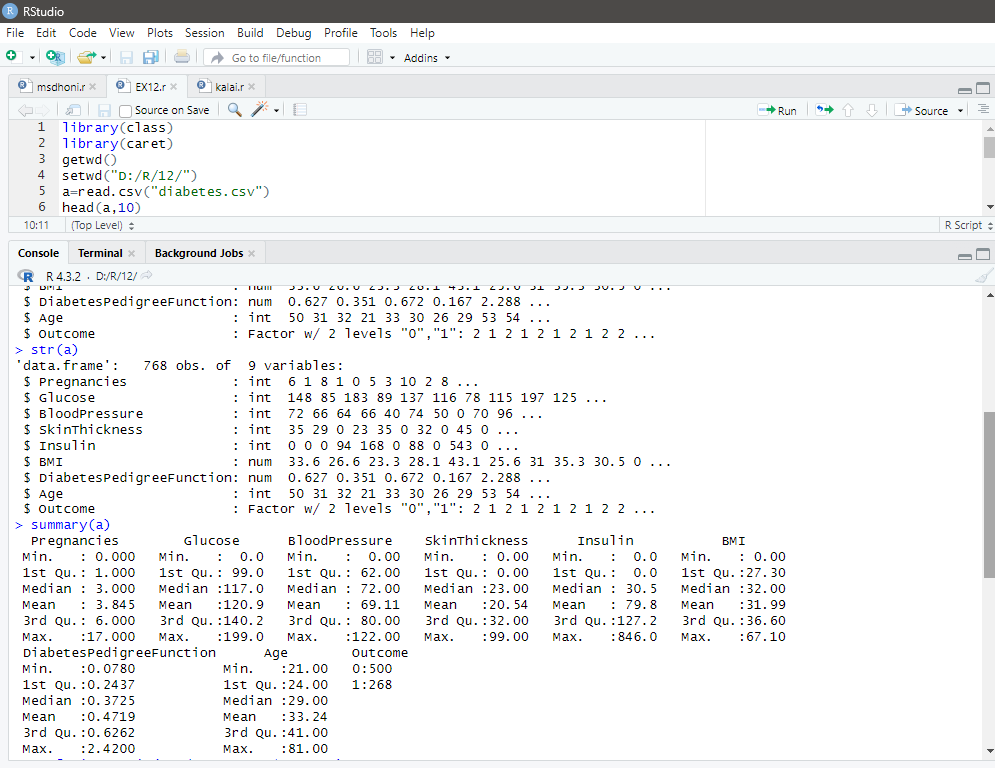 RStudio
File Edit Code View Plots Session Build Debug Profile Tools Help
Go to file/function Addins
msdhoni.r EX12.r kalai.r
Source on Save Run Source
1 library(class)
2 library(caret)
3 getwd()
4 setwd("D:/R/12/")
5 a=read.csv("diabetes.csv")
6 head(a,10)
10:11 (Top Level) R Script
Console Terminal Background Jobs
R 4.3.2 · D:/R/12/
$ BMI : num 33.6 26.6 23.3 28.1 43.1 25.6 31 35.3 30.5 0 ...
$ DiabetesPedigreeFunction: num 0.627 0.351 0.672 0.167 2.288 ...
$ Age : int 50 31 32 21 33 30 26 29 53 54 ...
$ Outcome : Factor w/ 2 levels "0","1": 2 1 2 1 2 1 2 1 2 2 ...
> str(a)
'data.frame': 768 obs. of 9 variables:
$ Pregnancies : int 6 1 8 1 0 5 3 10 2 8 ...
$ Glucose : int 148 85 183 89 137 116 78 115 197 125 ...
$ BloodPressure : int 72 66 64 66 40 74 50 0 70 96 ...
$ SkinThickness : int 35 29 0 23 35 0 32 0 45 0 ...
$ Insulin : int 0 0 0 94 168 0 88 0 543 0 ...
$ BMI : num 33.6 26.6 23.3 28.1 43.1 25.6 31 35.3 30.5 0 ...
$ DiabetesPedigreeFunction: num 0.627 0.351 0.672 0.167 2.288 ...
$ Age : int 50 31 32 21 33 30 26 29 53 54 ...
$ Outcome : Factor w/ 2 levels "0","1": 2 1 2 1 2 1 2 1 2 2 ...
> summary(a)
Pregnancies Glucose BloodPressure SkinThickness Insulin BMI
Min. : 0.000 Min. : 0.0 Min. : 0.00 Min. : 0.00 Min. : 0.0 Min. : 0.00
1st Qu.: 1.000 1st Qu.: 99.0 1st Qu.: 62.00 1st Qu.: 0.00 1st Qu.: 0.0 1st Qu.:27.30
Median : 3.000 Median :117.0 Median : 72.00 Median :23.00 Median : 30.5 Median :32.00
Mean : 3.845 Mean :120.9 Mean : 69.11 Mean :20.54 Mean : 79.8 Mean :31.99
3rd Qu.: 6.000 3rd Qu.:140.2 3rd Qu.: 80.00 3rd Qu.:32.00 3rd Qu.:127.2 3rd Qu.:36.60
Max. :17.000 Max. :199.0 Max. :122.00 Max. :99.00 Max. :846.0 Max. :67.10
DiabetesPedigreeFunction Age Outcome
Min. :0.0780 Min. :21.00 0:500
1st Qu.:0.2437 1st Qu.:24.00 1:268
Median :0.3725 Median :29.00
Mean :0.4719 Mean :33.24
3rd Qu.:0.6262 3rd Qu.:41.00
Max. :2.4200 Max. :81.00